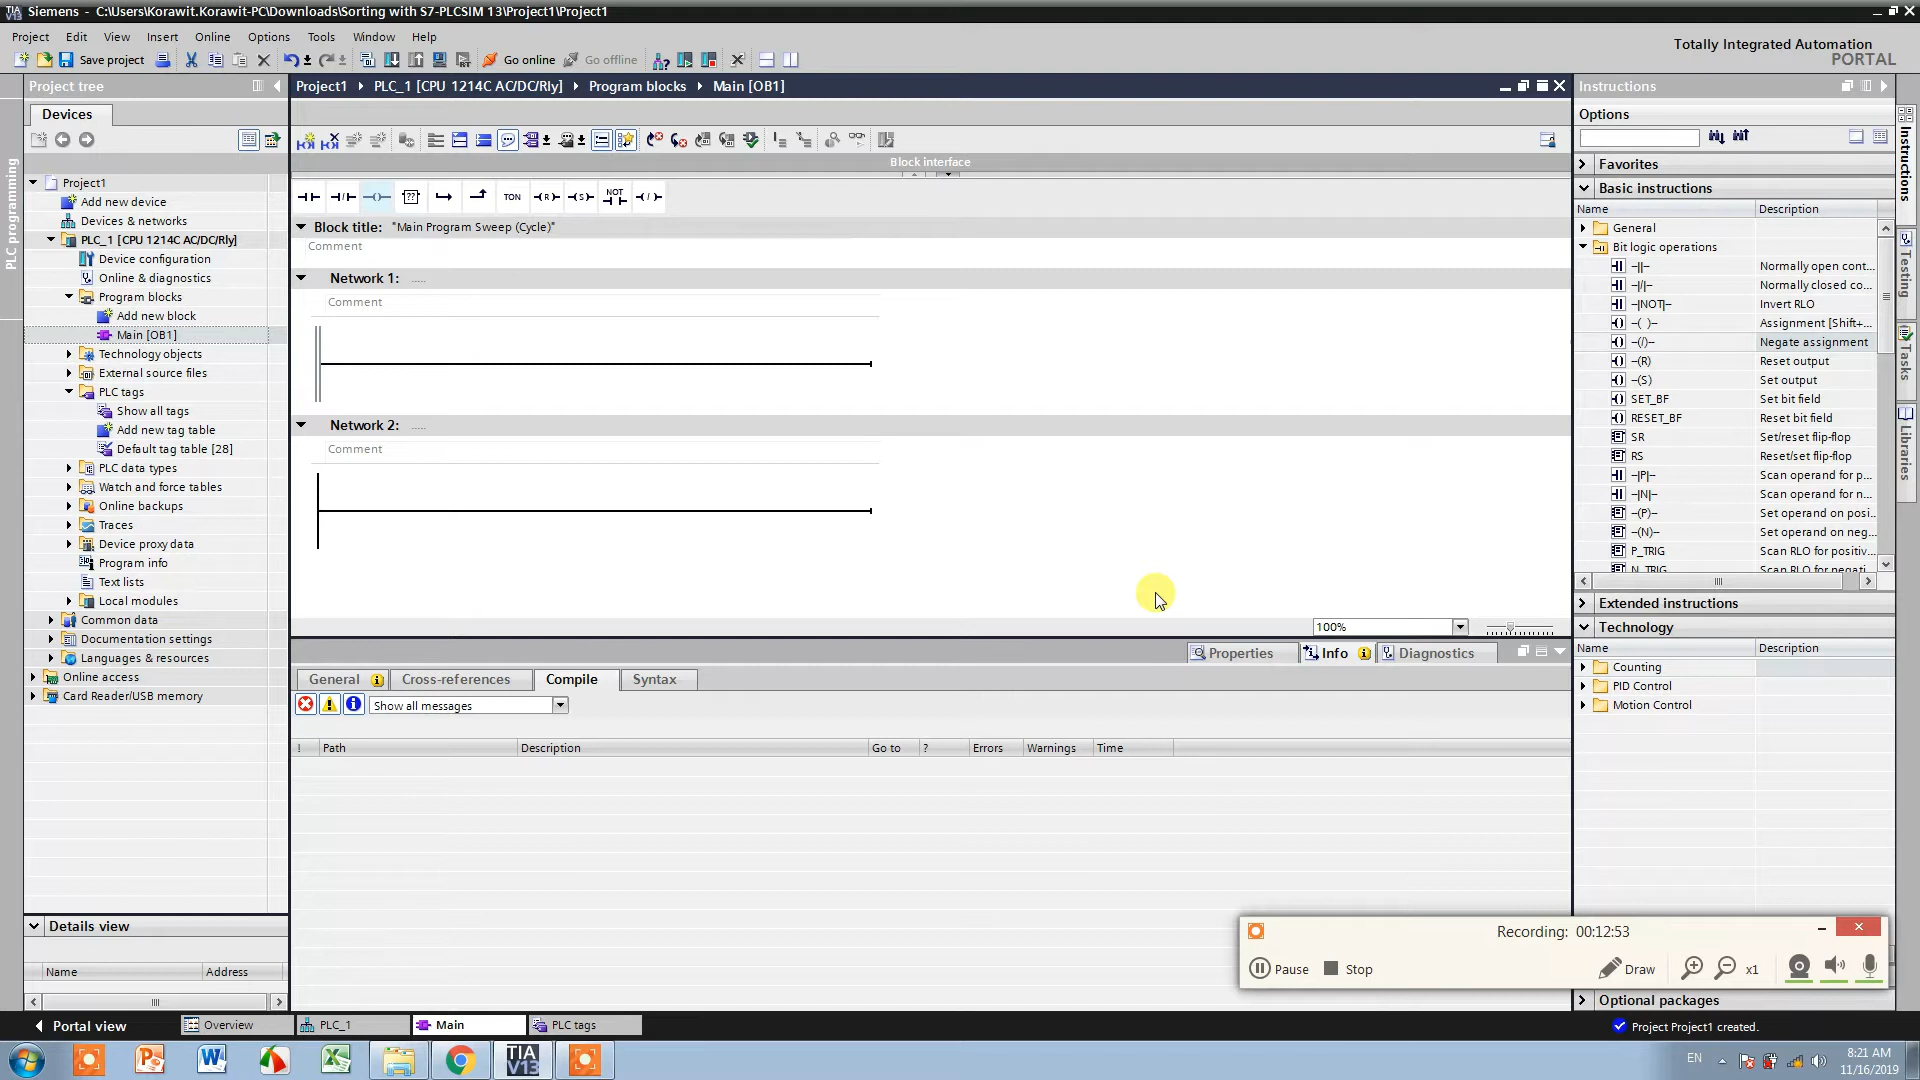 Siemens - C:\Users\Korawit.Korawit-PC\Downloads\Sorting with S7-PLCSIM 13\Project1\Project1
Project Edit View Insert Online Options Tools Window Help
Totally Integrated Automation
PORTAL
Save project
Go online
Go offline
Project tree
Devices
PLC programming
Project1
Add new device
Devices & networks
PLC_1 [CPU 1214C AC/DC/Rly]
Device configuration
Online & diagnostics
Program blocks
Add new block
Main [OB1]
Technology objects
External source files
PLC tags
Show all tags
Add new tag table
Default tag table [28]
PLC data types
Watch and force tables
Online backups
Traces
Device proxy data
Program info
Text lists
Local modules
Common data
Documentation settings
Languages & resources
Online access
Card Reader/USB memory
Details view
Name Address
Project1 PLC_1 [CPU 1214C AC/DC/Rly] Program blocks Main [OB1]
Block interface
?? TON (R) (S) NOT
Block title: "Main Program Sweep (Cycle)"
Comment
Network 1: .....
Comment
Network 2: .....
Comment
100%
Properties Info Diagnostics
General Cross-references Compile Syntax
Show all messages
! Path Description Go to ? Errors Warnings Time
Instructions
Options
Favorites
Basic instructions
Name Description
General
Bit logic operations
-||- Normally open cont...
-|/|- Normally closed co...
-|NOT|- Invert RLO
-( )- Assignment [Shift+...
-(/)- Negate assignment
-(R) Reset output
-(S) Set output
SET_BF Set bit field
RESET_BF Reset bit field
SR Set/reset flip-flop
RS Reset/set flip-flop
-|P|- Scan operand for p...
-|N|- Scan operand for n...
-(P)- Set operand on posi...
-(N)- Set operand on neg...
P_TRIG Scan RLO for positiv...
N_TRIG Scan RLO for negati...
Extended instructions
Technology
Name Description
Counting
PID Control
Motion Control
Optional packages
Instructions
Testing
Tasks
Libraries
Recording: 00:12:53
Pause Stop Draw x1
Portal view Overview PLC_1 Main PLC tags
Project Project1 created.
TIA
V13
EN
8:21 AM
11/16/2019